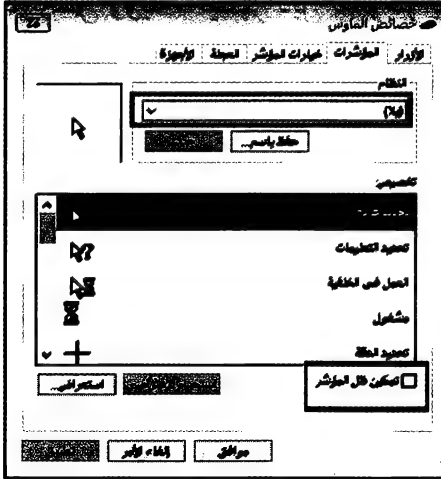 خصائص الماوس
الأزرار المؤشرات خيارات المؤشر العجلة الأجهزة
النظام
(بلا)
حفظ باسم...
تخصيص:
تحديد التعليمات
العمل في الخلفية
مشغول
تحديد الدقة
استعراض...
تمكين ظل المؤشر
موافق إلغاء الأمر